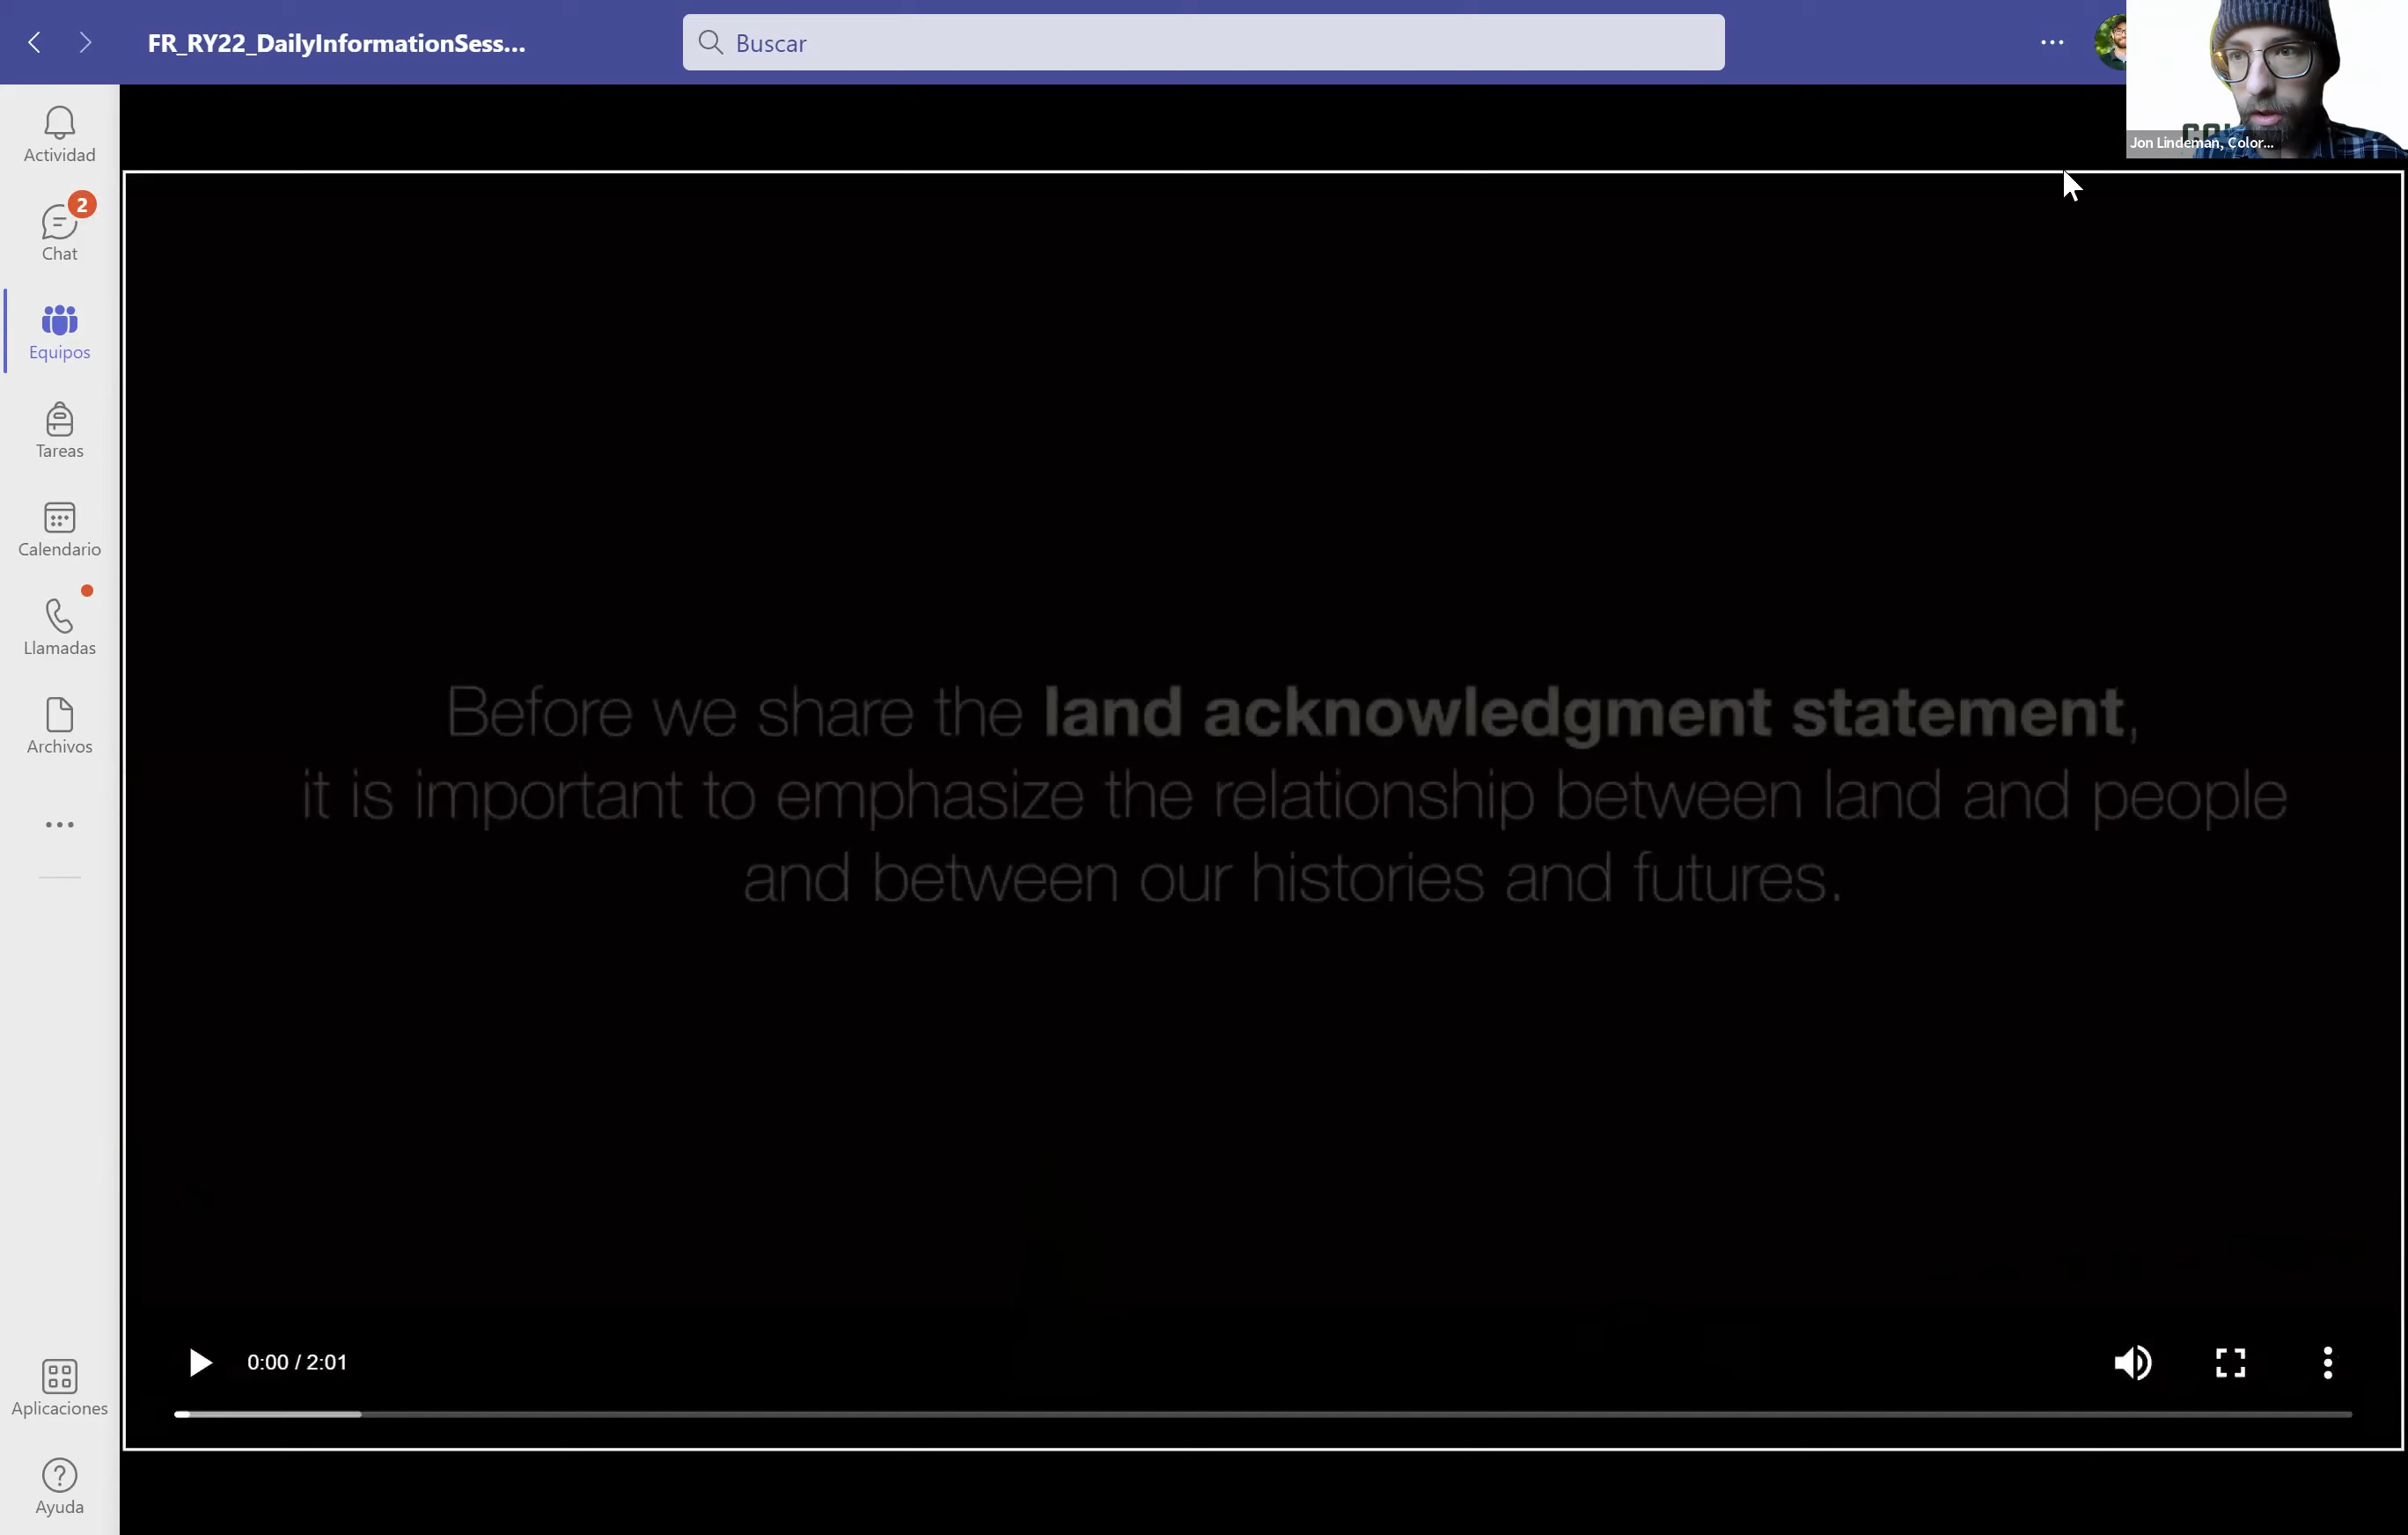 FR_RY22_DailyInformationSess...
Buscar
Jon Lindeman, Color...
Actividad
2
Chat
Equipos
Tareas
Calendario
Llamadas
Archivos
Before we share the land acknowledgment statement,
it is important to emphasize the relationship between land and people
and between our histories and futures.
0:00 / 2:01
Aplicaciones
Ayuda